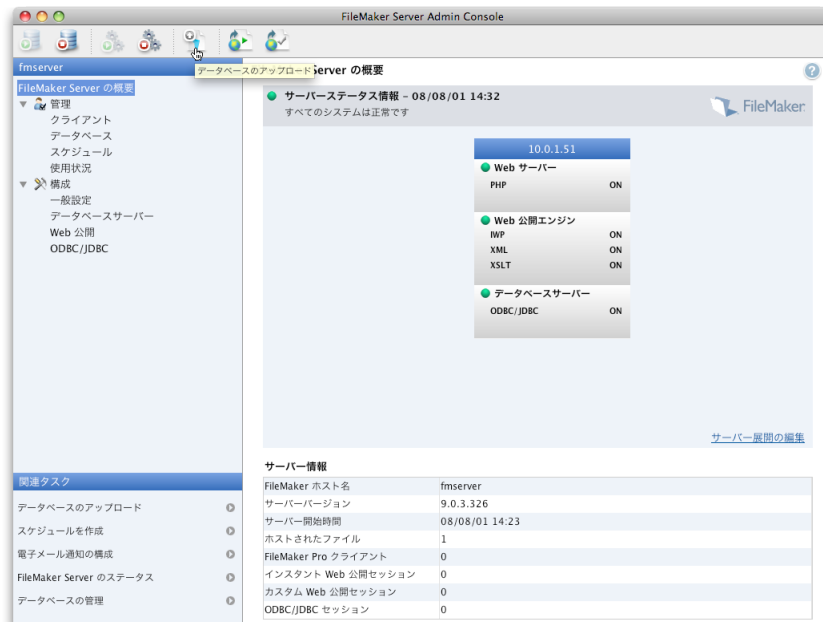 FileMaker Server Admin Console
fmserver
データベースのアップロード
Server の概要
FileMaker Server の概要
管理
クライアント
データベース
スケジュール
使用状況
構成
一般設定
データベースサーバー
Web 公開
ODBC/JDBC
サーバーステータス情報 – 08/08/01 14:32
すべてのシステムは正常です
FileMaker
10.0.1.51
Web サーバー
PHP ON
Web 公開エンジン
IWP ON
XML ON
XSLT ON
データベースサーバー
ODBC/JDBC ON
サーバー展開の編集
関連タスク
データベースのアップロード
スケジュールを作成
電子メール通知の構成
FileMaker Server のステータス
データベースの管理
サーバー情報
FileMaker ホスト名 fmserver
サーバーバージョン 9.0.3.326
サーバー開始時間 08/08/01 14:23
ホストされたファイル 1
FileMaker Pro クライアント 0
インスタント Web 公開セッション 0
カスタム Web 公開セッション 0
ODBC/JDBC セッション 0